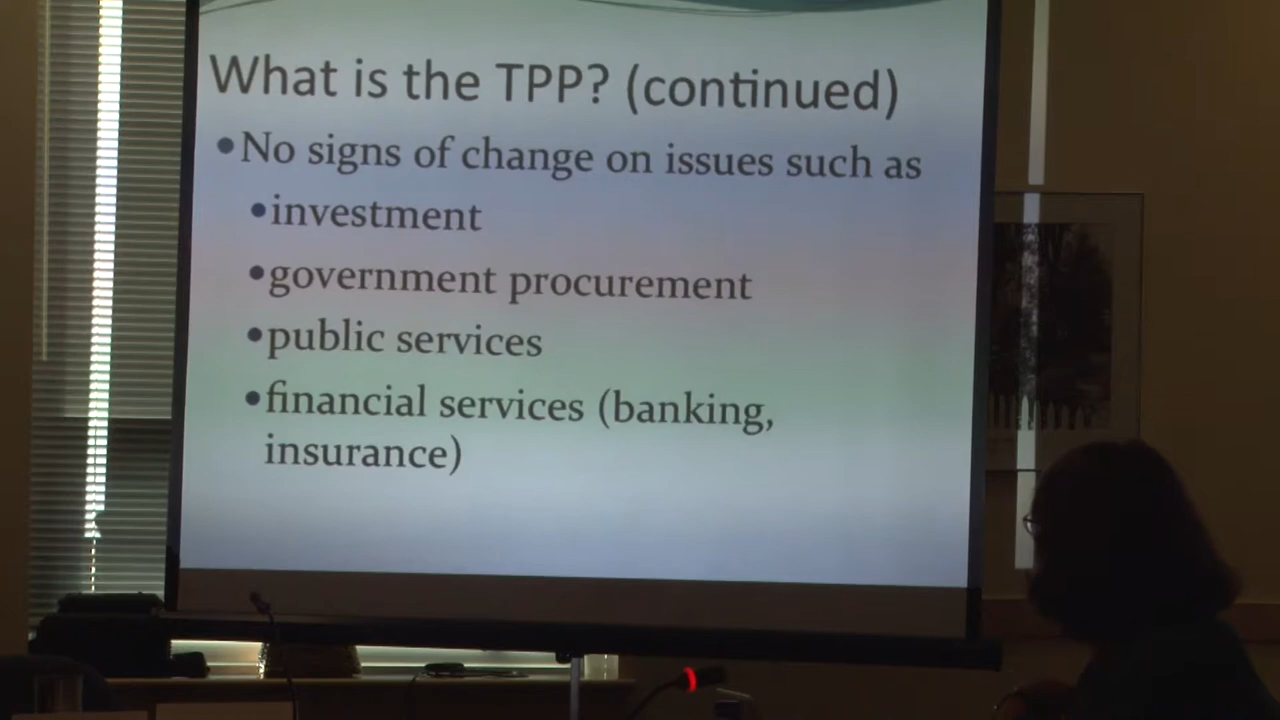 What is the TPP? (continued)
•No signs of change on issues such as
•investment
•government procurement
•public services
•financial services (banking,
insurance)